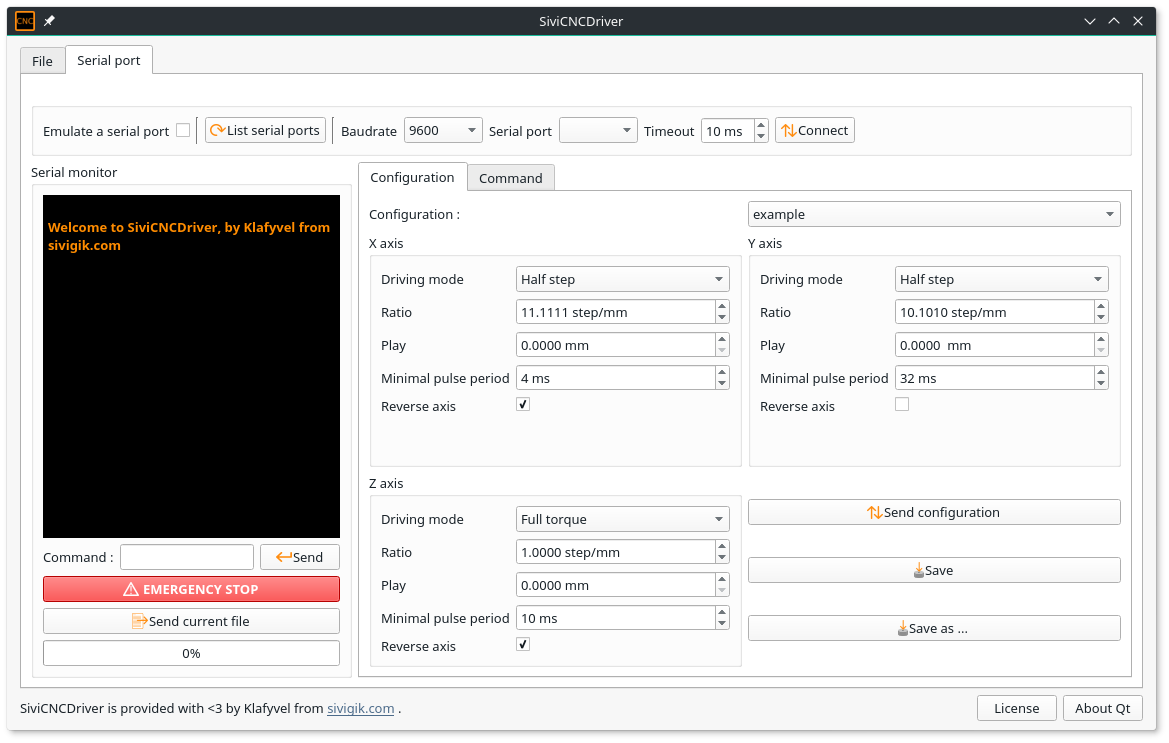 CNC
SiviCNCDriver
File
Serial port
Emulate a serial port
List serial ports
Baudrate
9600
Serial port
Timeout
10 ms
Connect
Serial monitor
Welcome to SiviCNCDriver, by Klafyvel from
sivigik.com
Command :
Send
EMERGENCY STOP
Send current file
0%
Configuration
Command
Configuration :
example
X axis
Driving mode
Half step
Ratio
11.1111 step/mm
Play
0.0000 mm
Minimal pulse period
4 ms
Reverse axis
Y axis
Driving mode
Half step
Ratio
10.1010 step/mm
Play
0.0000  mm
Minimal pulse period
32 ms
Reverse axis
Z axis
Driving mode
Full torque
Ratio
1.0000 step/mm
Play
0.0000 mm
Minimal pulse period
10 ms
Reverse axis
Send configuration
Save
Save as ...
SiviCNCDriver is provided with <3 by Klafyvel from sivigik.com .
License
About Qt